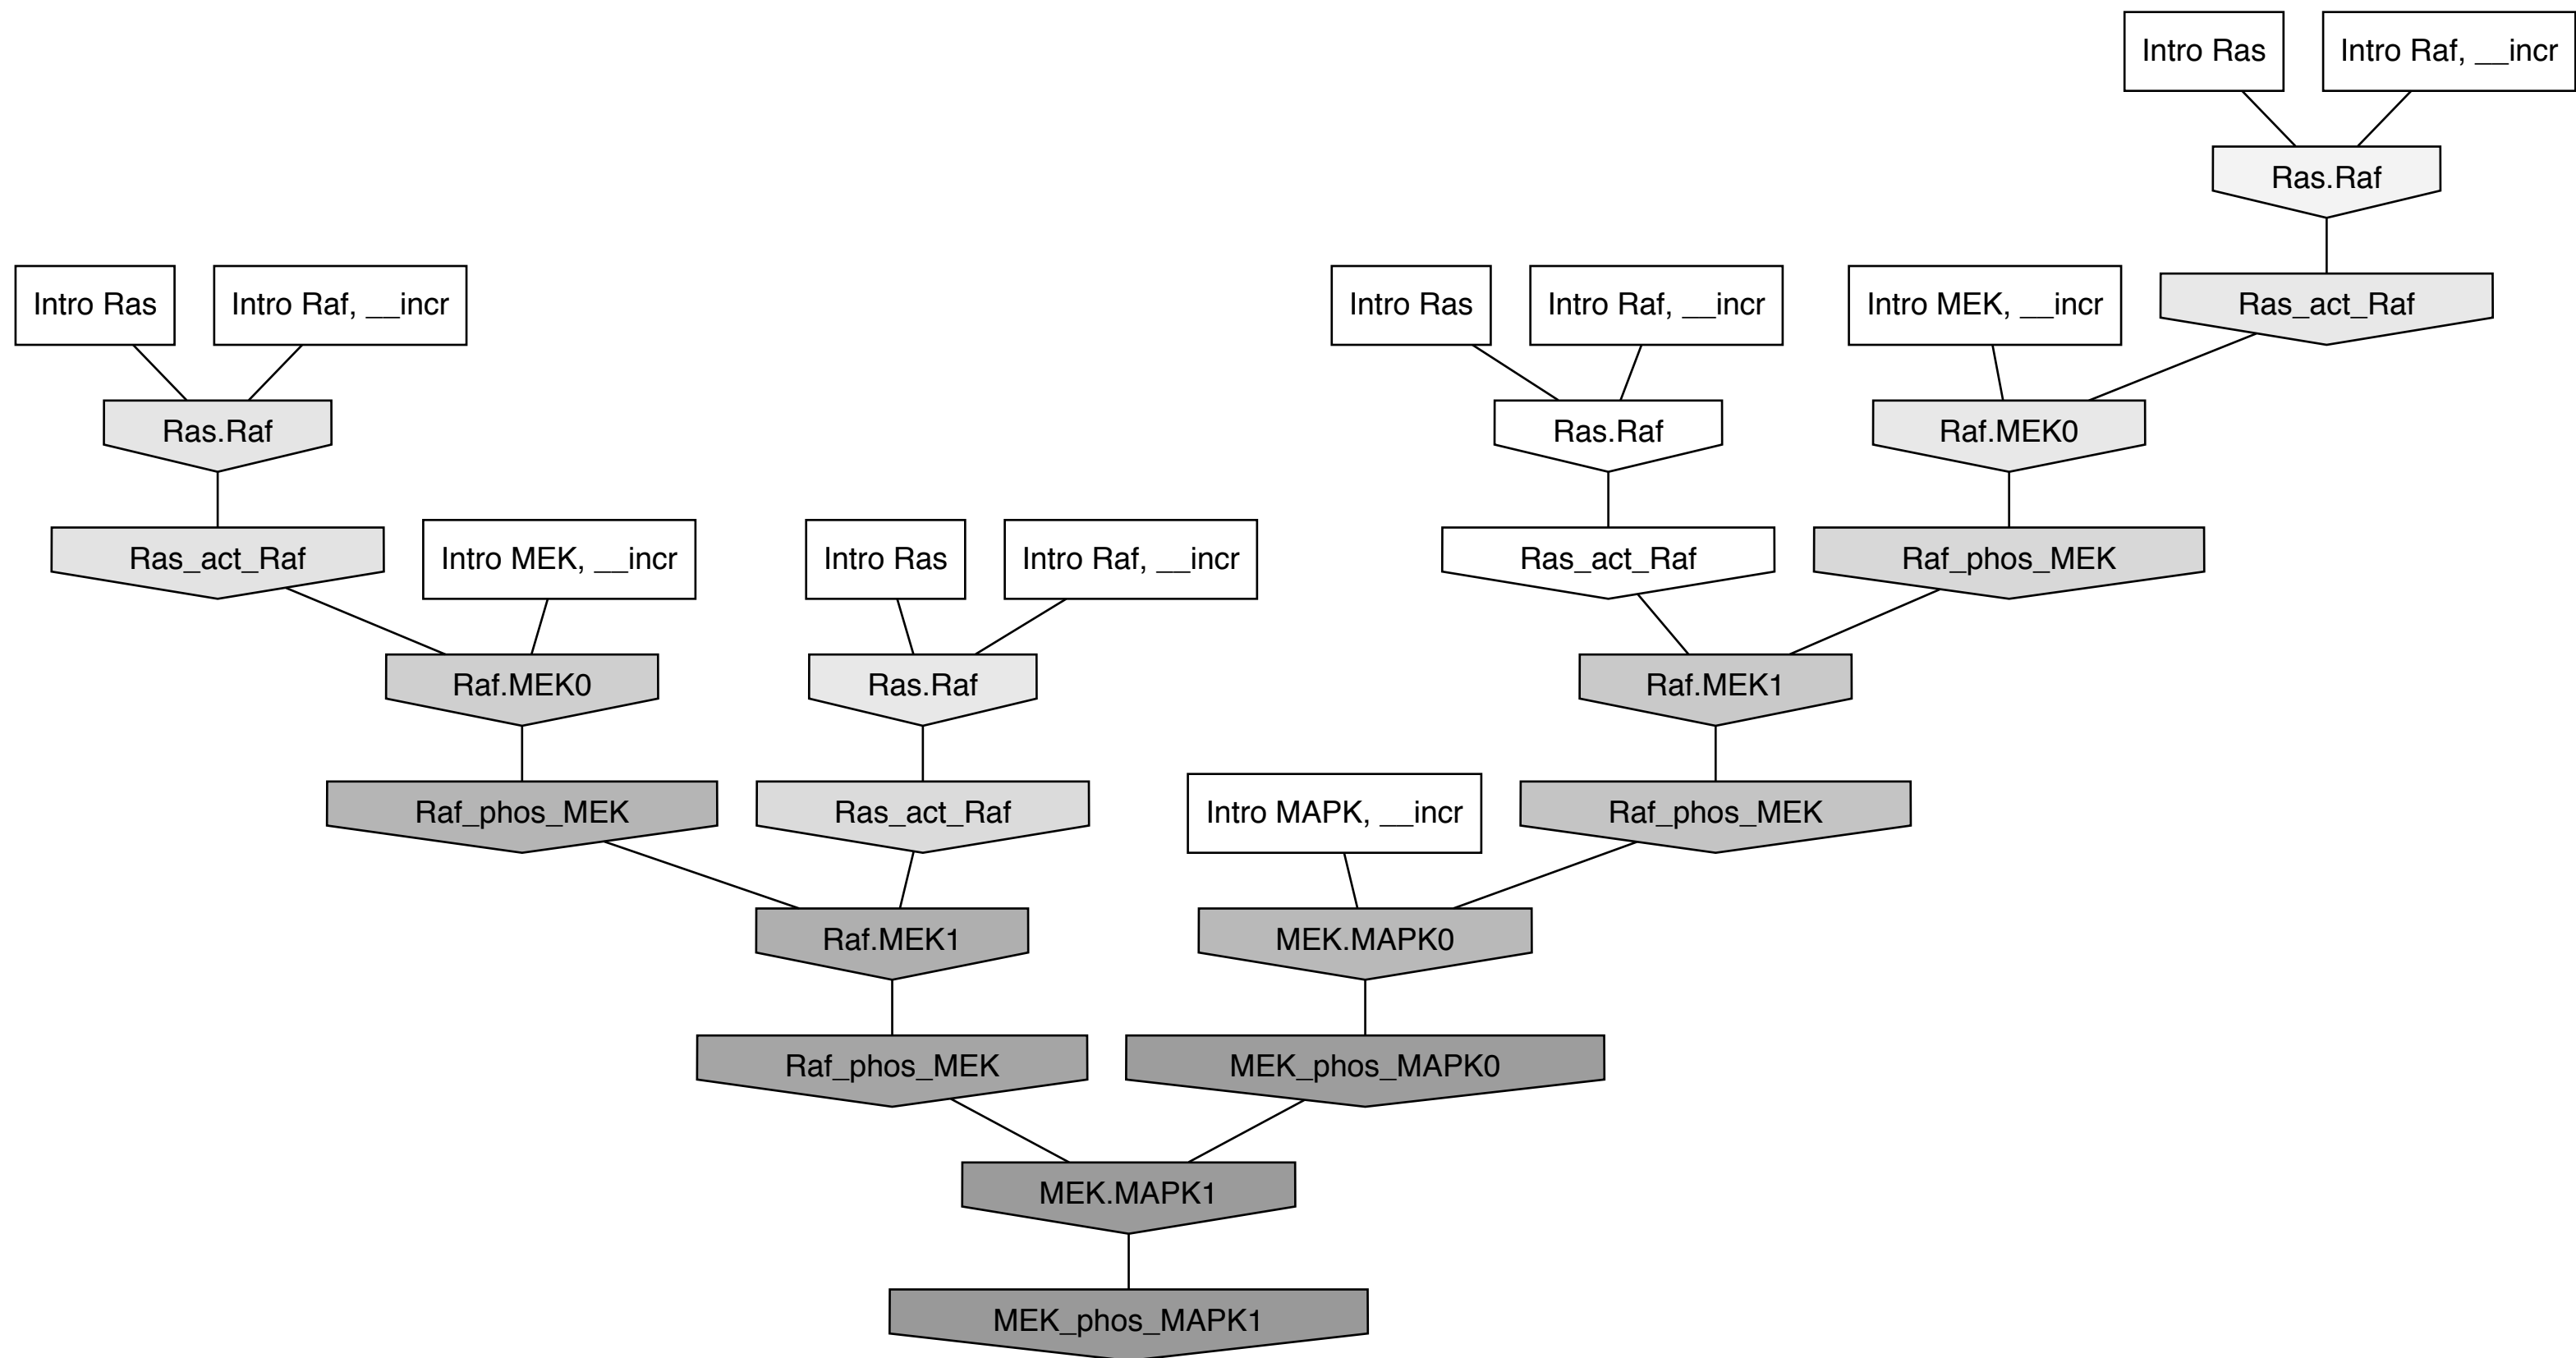 Intro Ras
Intro Raf, __incr
Ras.Raf
Intro Ras
Intro Raf, __incr
Intro Ras
Intro Raf, __incr
Intro MEK, __incr
Ras_act_Raf
Ras.Raf
Ras.Raf
Raf.MEK0
Ras_act_Raf
Intro MEK, __incr
Intro Ras
Intro Raf, __incr
Ras_act_Raf
Raf_phos_MEK
Raf.MEK0
Ras.Raf
Raf.MEK1
Raf_phos_MEK
Ras_act_Raf
Intro MAPK, __incr
Raf_phos_MEK
Raf.MEK1
MEK.MAPK0
Raf_phos_MEK
MEK_phos_MAPK0
MEK.MAPK1
MEK_phos_MAPK1